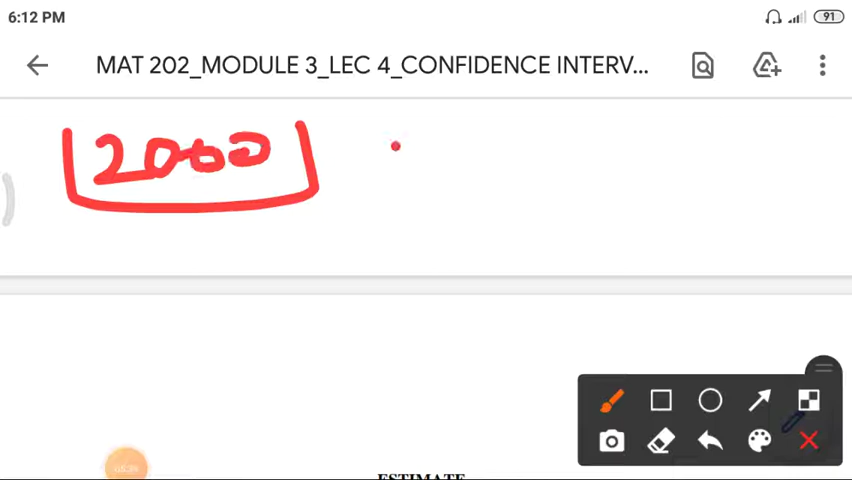 6:12 PM
91
MAT 202_MODULE 3_LEC 4_CONFIDENCE INTERV...
2000
ESTIMATE